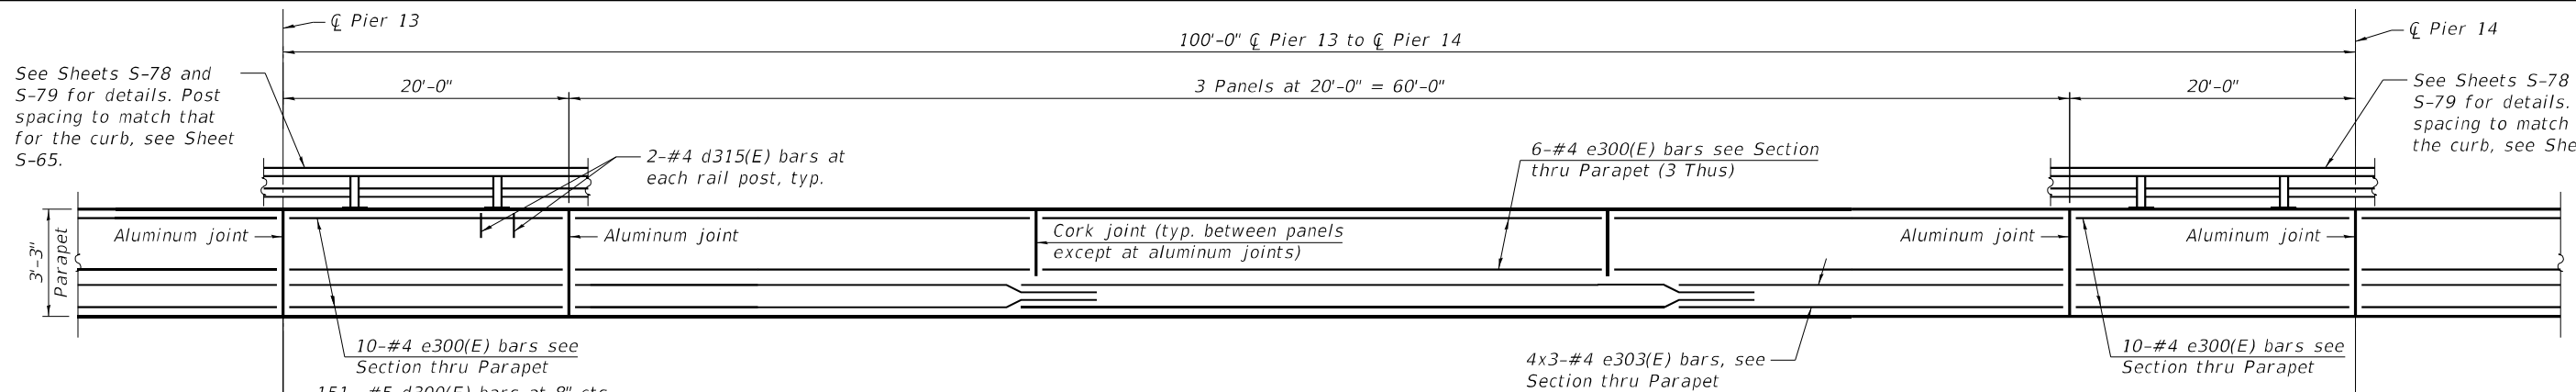 ℄ Pier 13
100'-0" ℄ Pier 13 to ℄ Pier 14
℄ Pier 14
See Sheets S-78 and
S-79 for details. Post
spacing to match that
for the curb, see Sheet
S-65.
20'-0"
3 Panels at 20'-0" = 60'-0"
20'-0"
See Sheets S-78
S-79 for details.
spacing to match
the curb, see She
2-#4 d315(E) bars at
each rail post, typ.
6-#4 e300(E) bars see Section
thru Parapet (3 Thus)
3'-3"
Parapet
Aluminum joint
Aluminum joint
Cork joint (typ. between panels
except at aluminum joints)
Aluminum joint
Aluminum joint
10-#4 e300(E) bars see
Section thru Parapet
4x3-#4 e303(E) bars, see
Section thru Parapet
10-#4 e300(E) bars see
Section thru Parapet